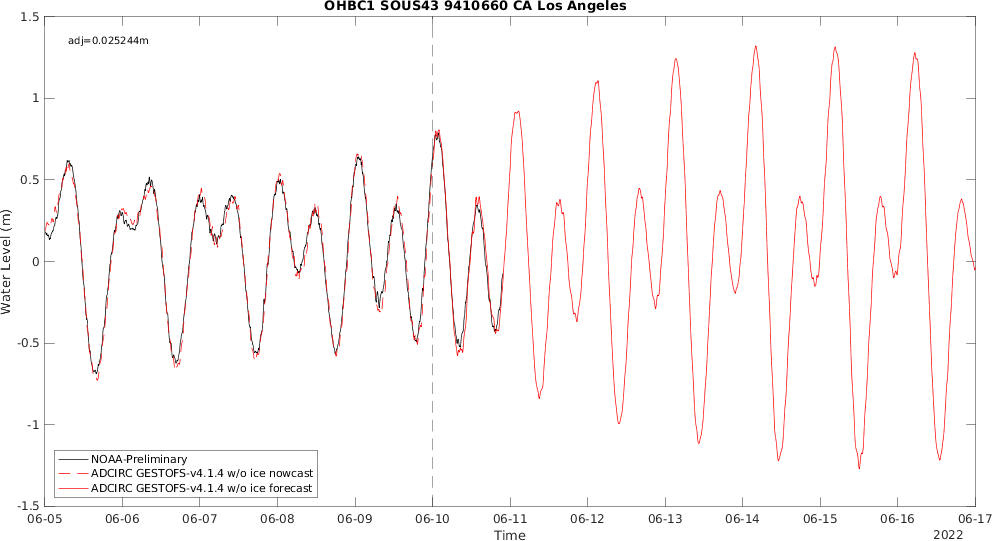 OHBC1 SOUS43 9410660 CA Los Angeles
adj=0.025244m
1.5
1
0.5
0
-0.5
-1
-1.5
Water Level (m)
NOAA-Preliminary
ADCIRC GESTOFS-v4.1.4 w/o ice nowcast
ADCIRC GESTOFS-v4.1.4 w/o ice forecast
06-05 06-06 06-07 06-08 06-09 06-10 06-11 06-12 06-13 06-14 06-15 06-16 06-17
Time
2022